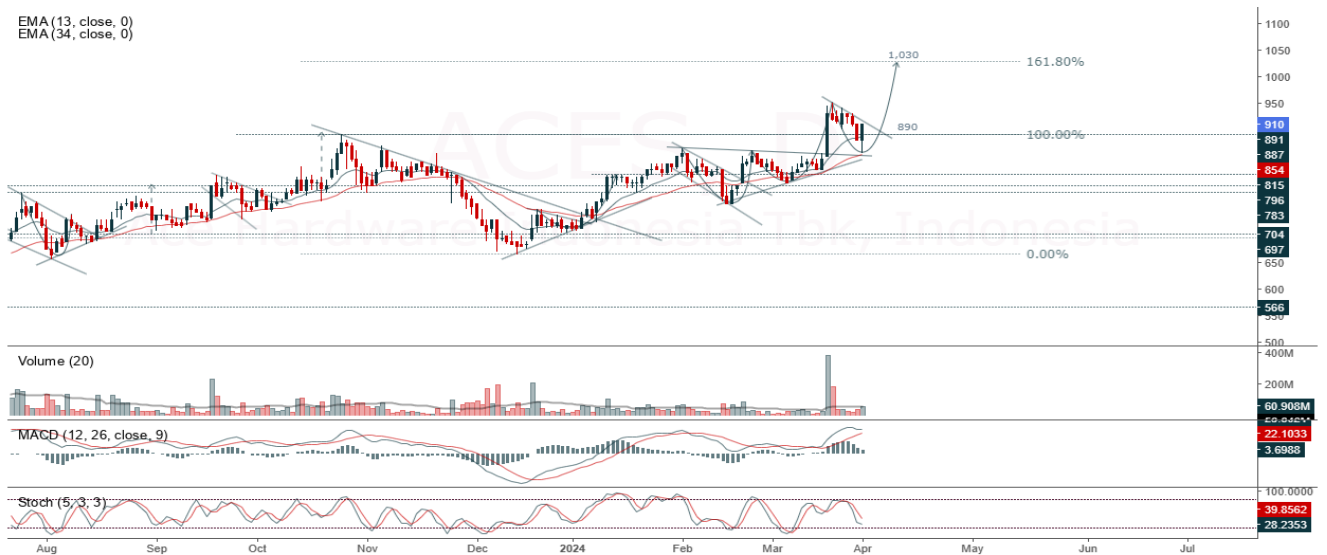 EMA (13, close, 0)
EMA (34, close, 0)
ACES, D
Ace Hardware Indonesia Tbk, Indonesia
1,030
161.80%
890
100.00%
0.00%
1100
1050
1000
950
910
891
887
854
815
796
783
704
697
650
600
566
550
500
Volume (20)
400M
200M
60.908M
MACD (12, 26, close, 9)
22.1033
3.6988
Stoch (5, 3, 3)
100.0000
39.8562
28.2353
Aug Sep Oct Nov Dec 2024 Feb Mar Apr May Jun Jul